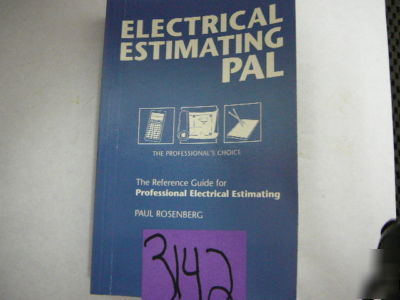 ELECTRICAL
ESTIMATING
PAL
THE PROFESSIONAL'S CHOICE
The Reference Guide for
Professional Electrical Estimating
PAUL ROSENBERG
3142